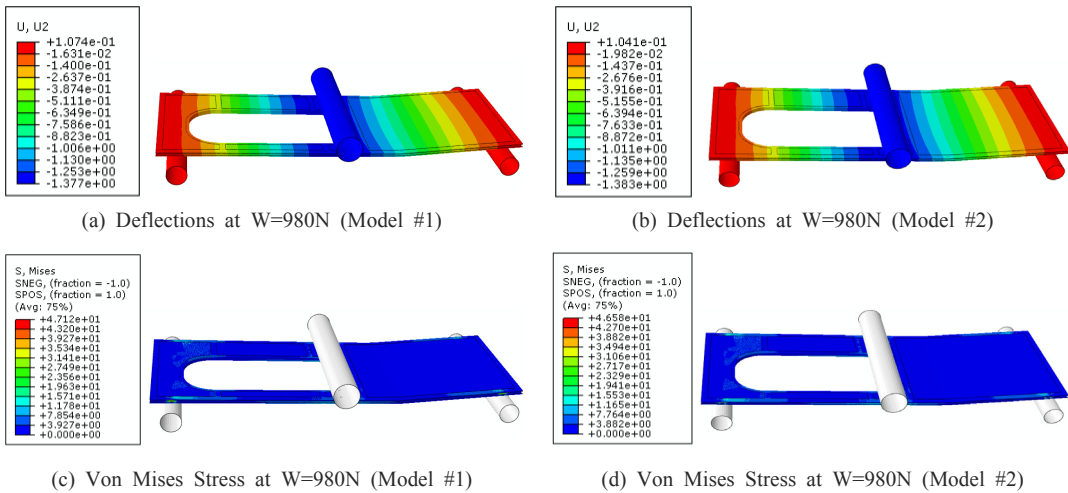 U, U2
+1.074e-01
-1.631e-02
-1.400e-01
-2.637e-01
-3.874e-01
-5.111e-01
-6.349e-01
-7.586e-01
-8.823e-01
-1.006e+00
-1.130e+00
-1.253e+00
-1.377e+00
(a) Deflections at W=980N (Model #1)
U, U2
+1.041e-01
-1.982e-02
-1.437e-01
-2.676e-01
-3.916e-01
-5.155e-01
-6.394e-01
-7.633e-01
-8.872e-01
-1.011e+00
-1.135e+00
-1.259e+00
-1.383e+00
(b) Deflections at W=980N (Model #2)
S, Mises
SNEG, (fraction = -1.0)
SPOS, (fraction = 1.0)
(Avg: 75%)
+4.712e+01
+4.320e+01
+3.927e+01
+3.534e+01
+3.141e+01
+2.749e+01
+2.356e+01
+1.963e+01
+1.571e+01
+1.178e+01
+7.854e+00
+3.927e+00
+0.000e+00
(c) Von Mises Stress at W=980N (Model #1)
S, Mises
SNEG, (fraction = -1.0)
SPOS, (fraction = 1.0)
(Avg: 75%)
+4.658e+01
+4.270e+01
+3.882e+01
+3.494e+01
+3.106e+01
+2.717e+01
+2.329e+01
+1.941e+01
+1.553e+01
+1.165e+01
+7.764e+00
+3.882e+00
+0.000e+00
(d) Von Mises Stress at W=980N (Model #2)